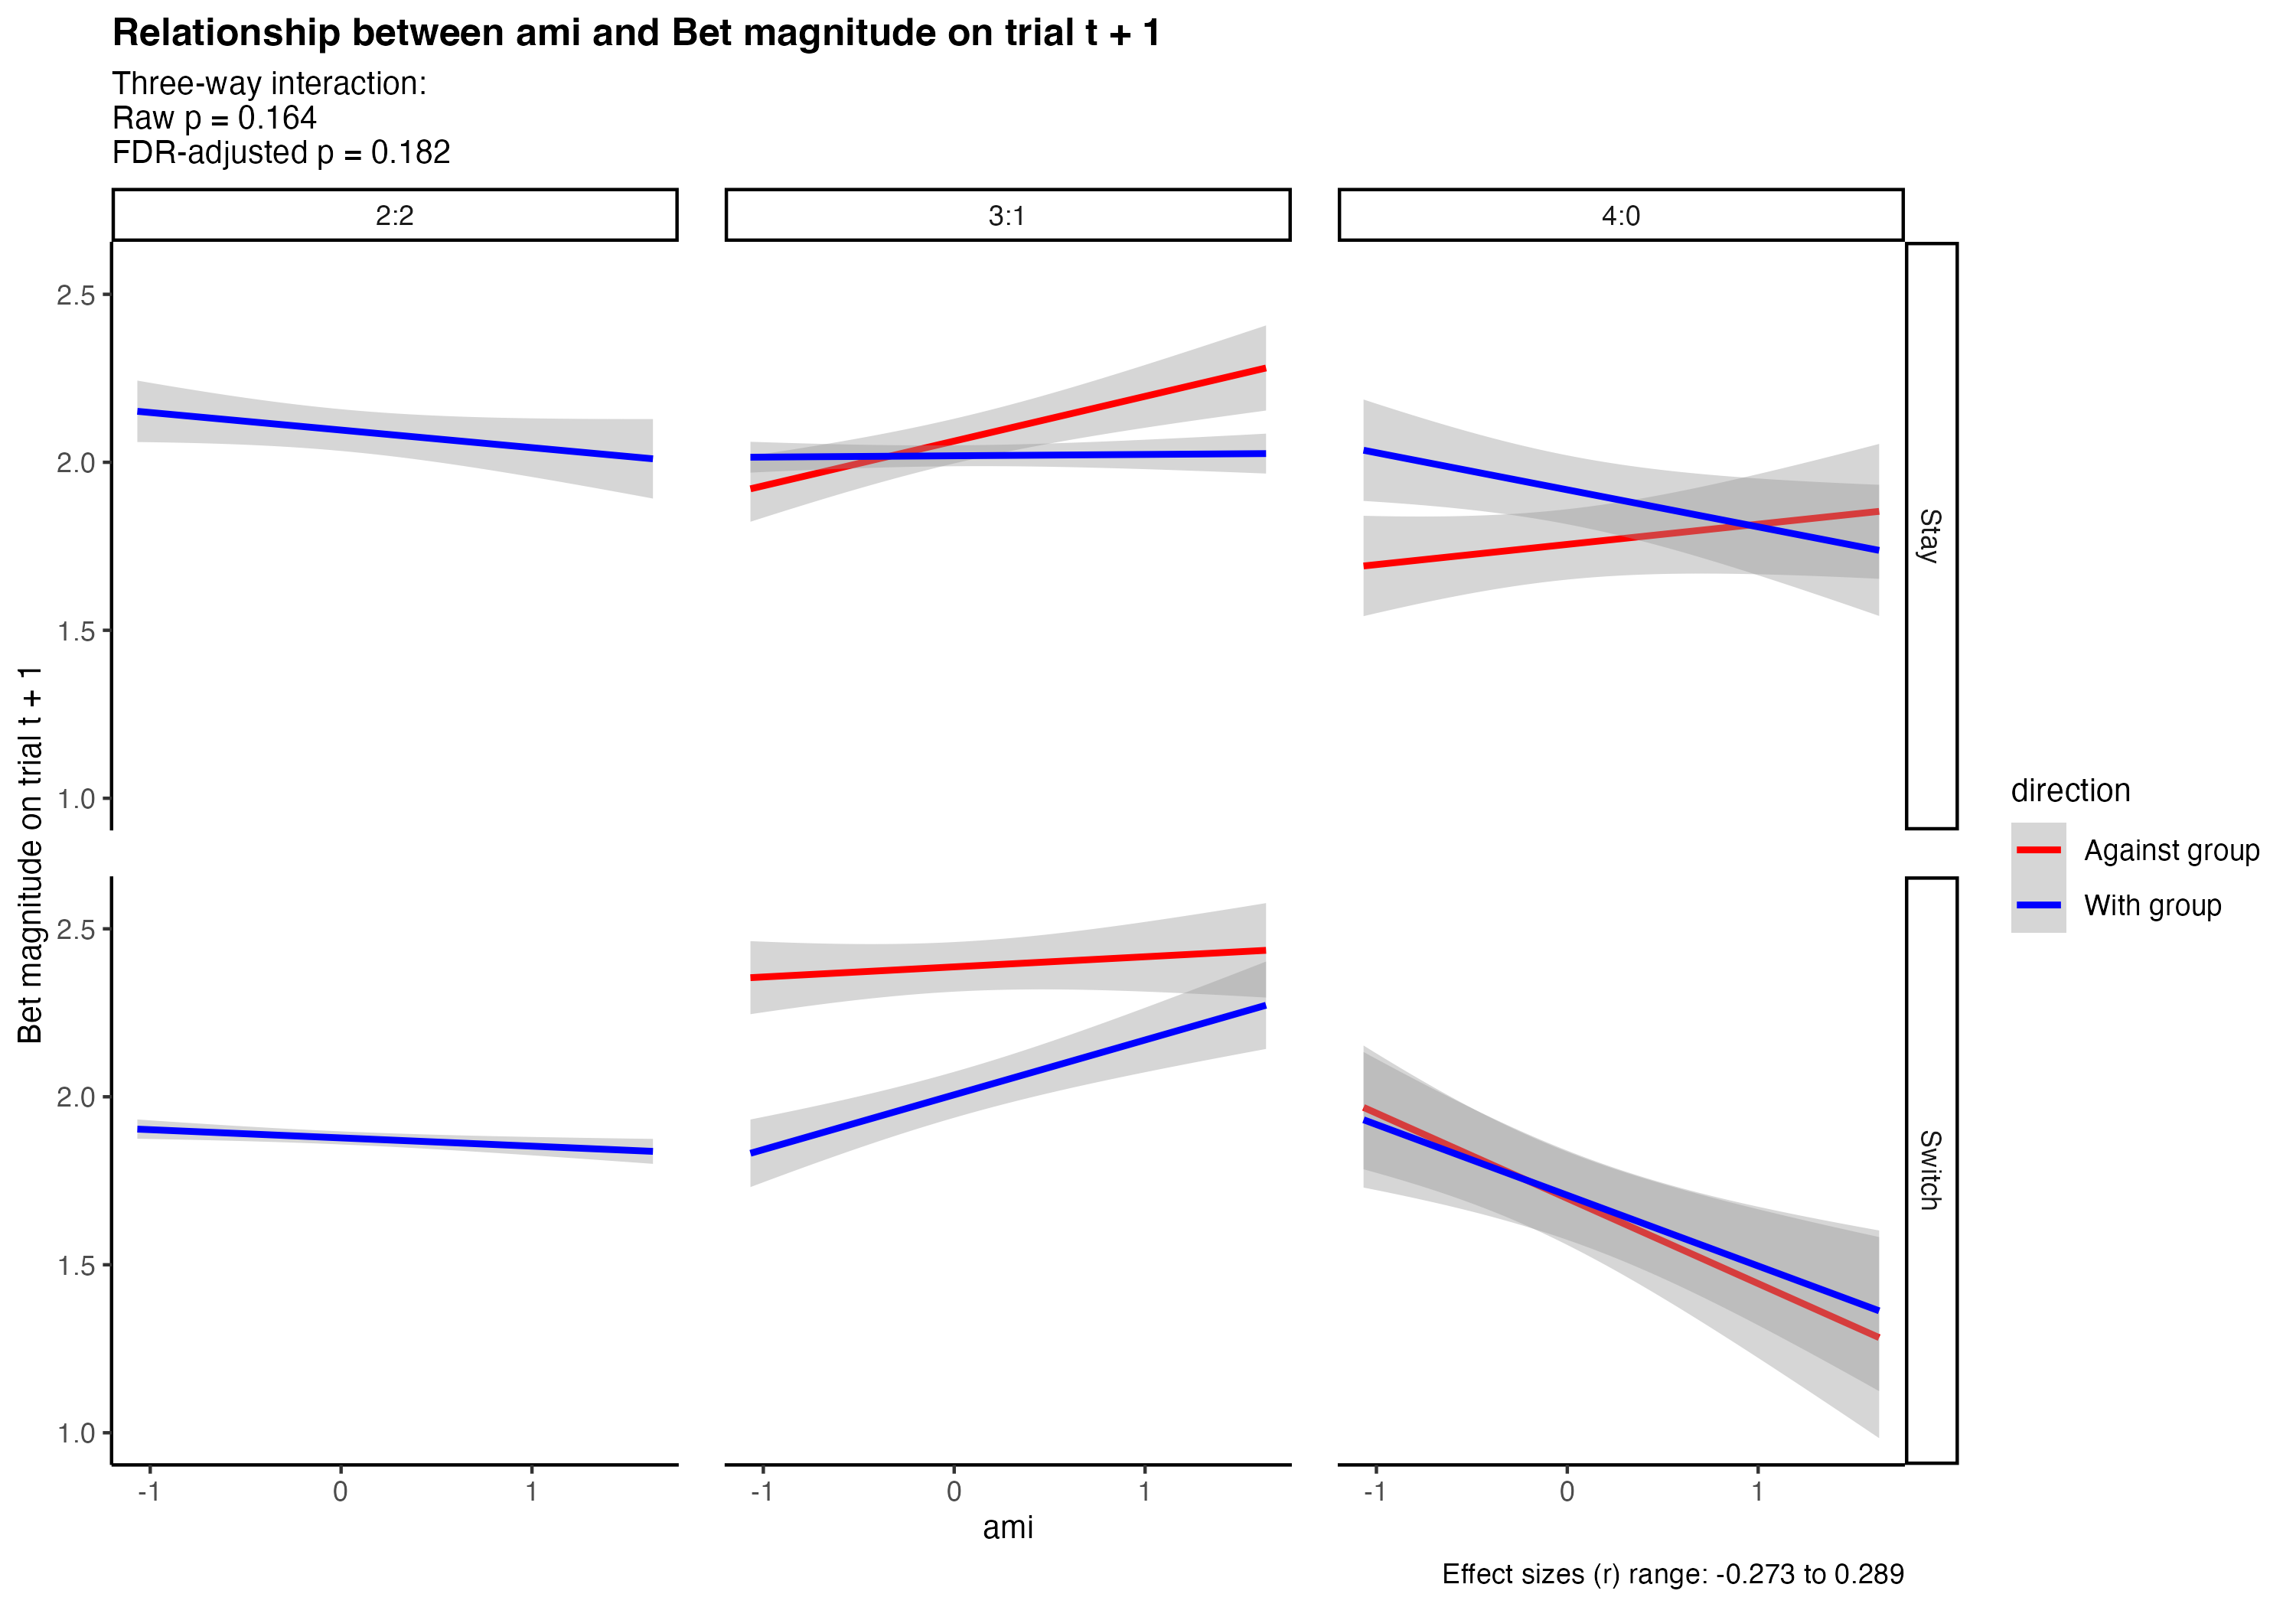 Relationship between ami and Bet magnitude on trial t + 1
Three-way interaction:
Raw p = 0.164
FDR-adjusted p = 0.182
2:2
3:1
4:0
2.5
2.0
1.5
1.0
Stay
Bet magnitude on trial t + 1
2.5
2.0
1.5
1.0
Switch
direction
Against group
With group
-1 0 1
-1 0 1
-1 0 1
ami
Effect sizes (r) range: -0.273 to 0.289